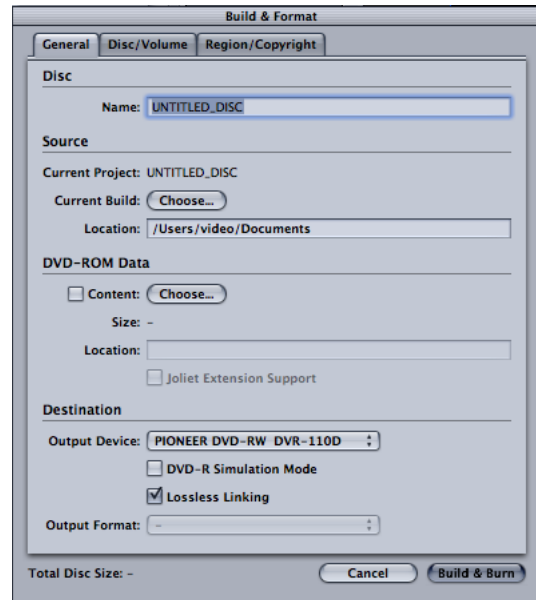 Build & Format
General Disc/Volume Region/Copyright
Disc
Name: UNTITLED_DISC
Source
Current Project: UNTITLED_DISC
Current Build: Choose...
Location: /Users/video/Documents
DVD-ROM Data
Content: Choose...
Size: -
Location:
Joliet Extension Support
Destination
Output Device: PIONEER DVD-RW DVR-110D
DVD-R Simulation Mode
Lossless Linking
Output Format: -
Total Disc Size: - Cancel Build & Burn